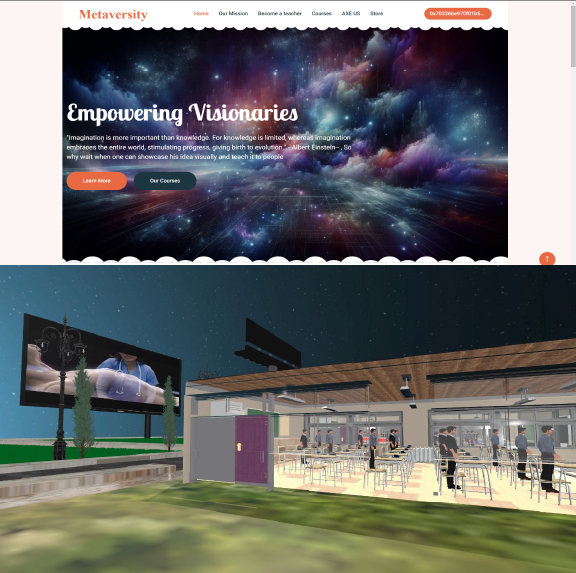 Metaversity
Home Our Mission Become a teacher Courses AXE US Store
Empowering Visionaries
"Imagination is more important than knowledge. For knowledge is limited, whereas imagination
embraces the entire world, stimulating progress, giving birth to evolution." –Albert Einstein– , So
why wait when one can showcase his idea visually and teach it to people
Learn More Our Courses